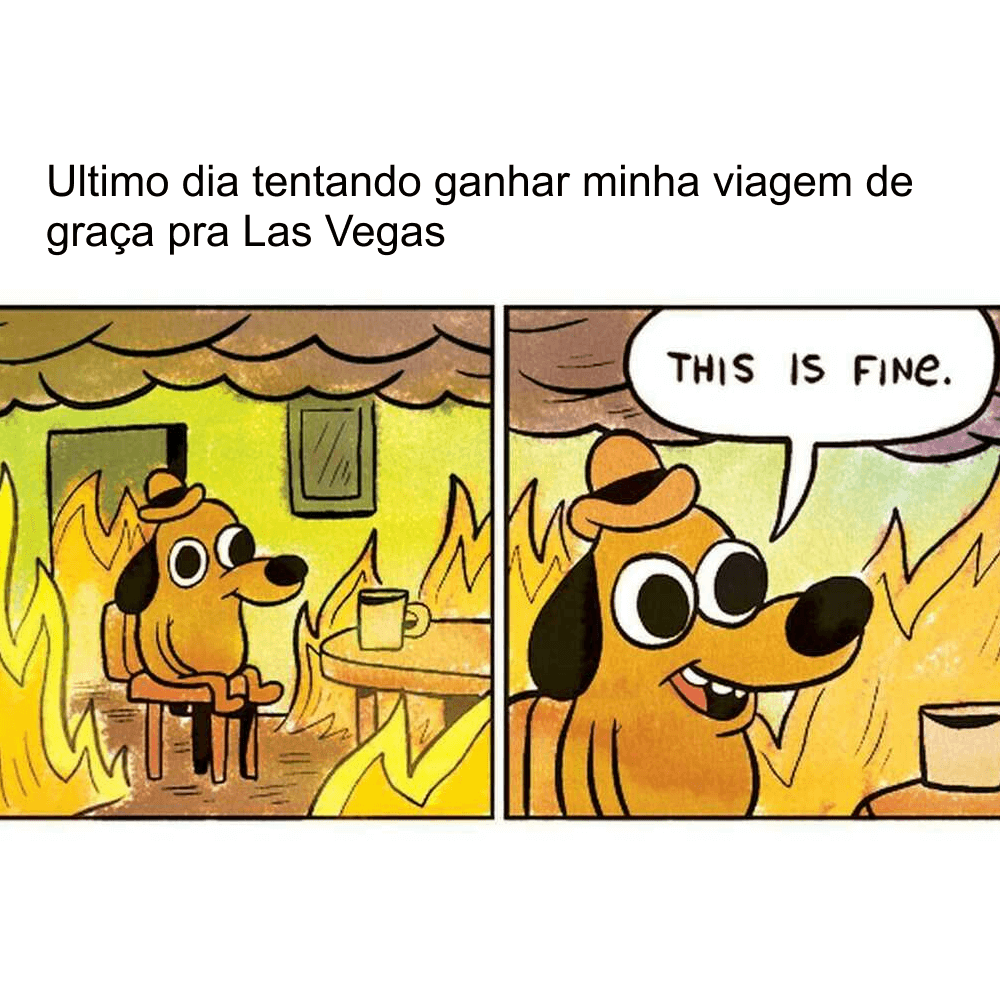 Ultimo dia tentando ganhar minha viagem de
graça pra Las Vegas
THIS IS FINE.